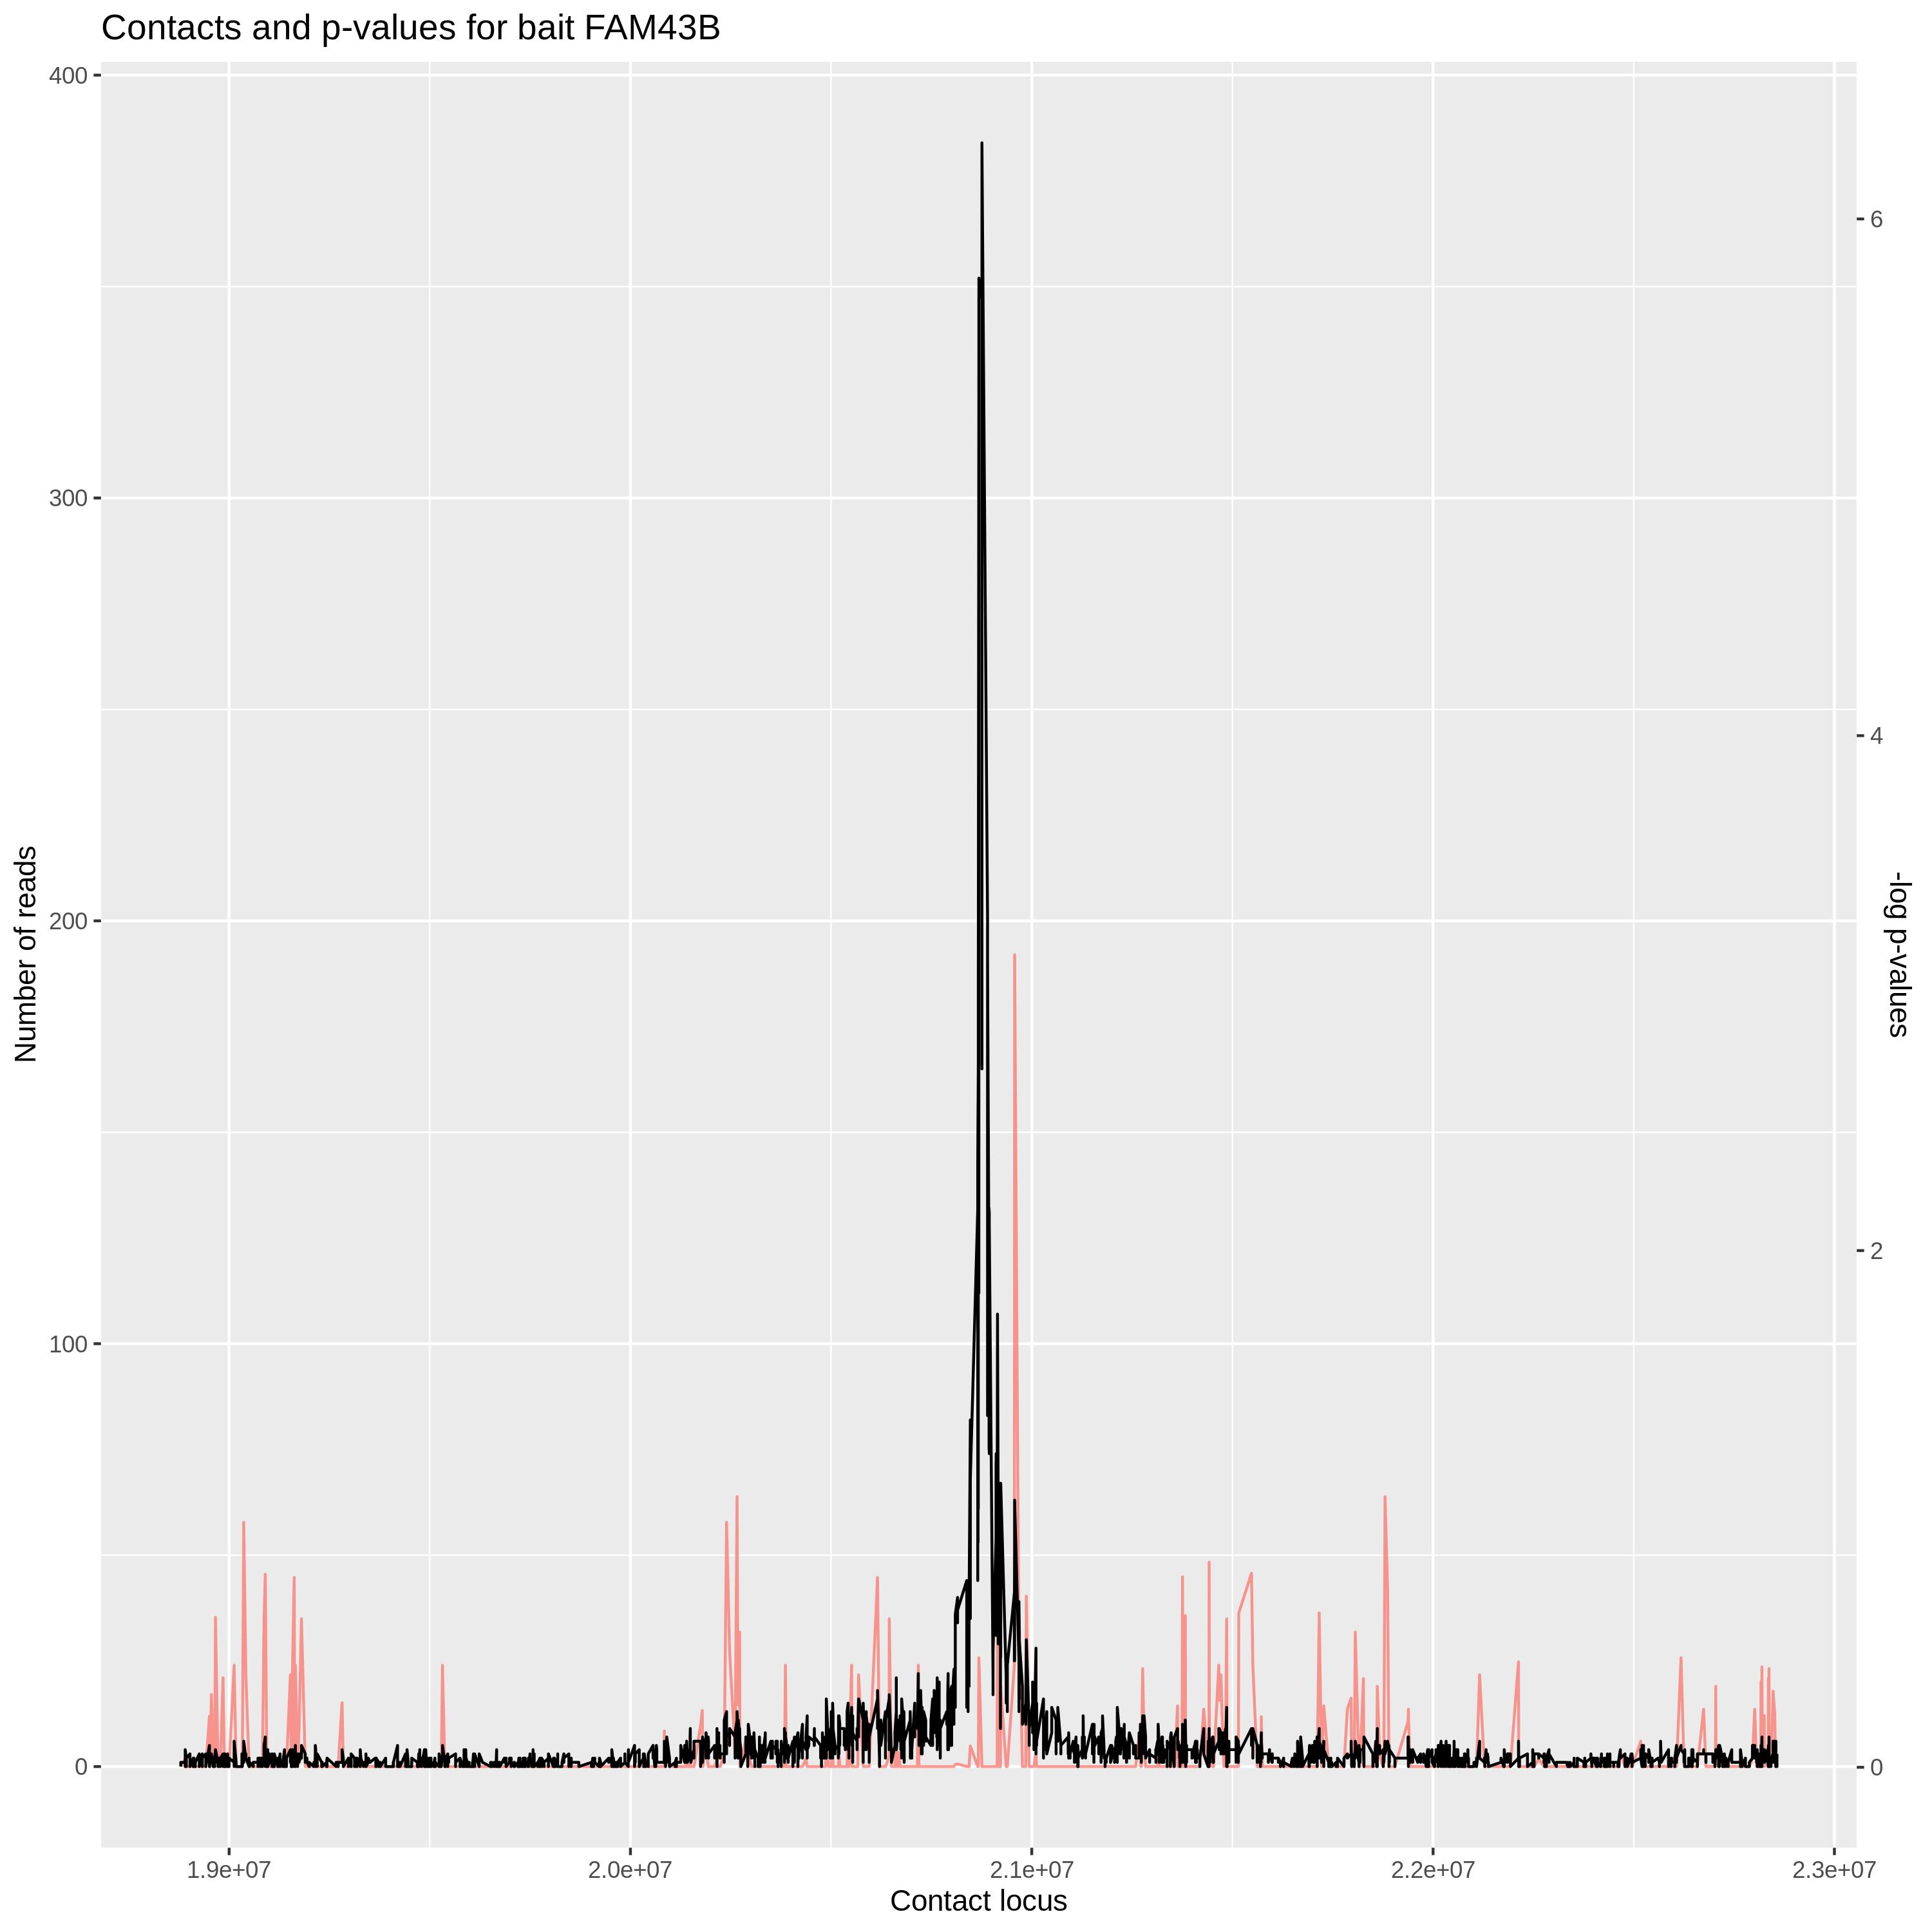 Contacts and p-values for bait FAM43B
400
300
200
100
0
6
4
2
0
Number of reads
-log p-values
1.9e+07
2.0e+07
2.1e+07
2.2e+07
2.3e+07
Contact locus